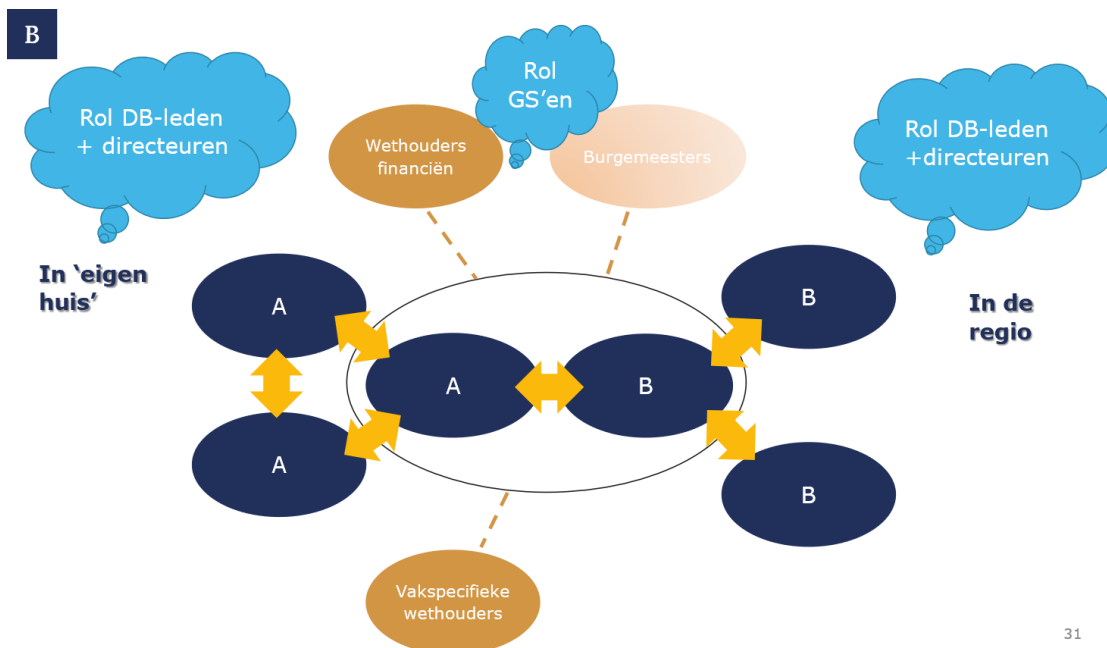 B
Rol DB-leden
+ directeuren
Rol
GS'en
Rol DB-leden
+directeuren
Wethouders
financiën
Burgemeesters
In ‘eigen
huis’
A
B
In de
regio
A
B
A
B
Vakspecifieke
wethouders
31